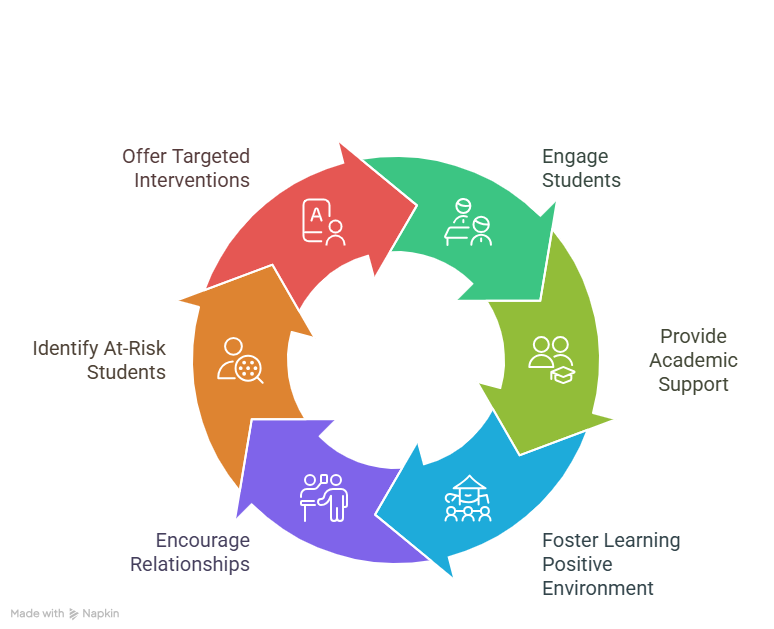 Offer Targeted
Interventions
Engage
Students
Provide
Academic
Support
Identify At-Risk
Students
Encourage
Relationships
Foster Learning
Positive
Environment
A
Made with Napkin